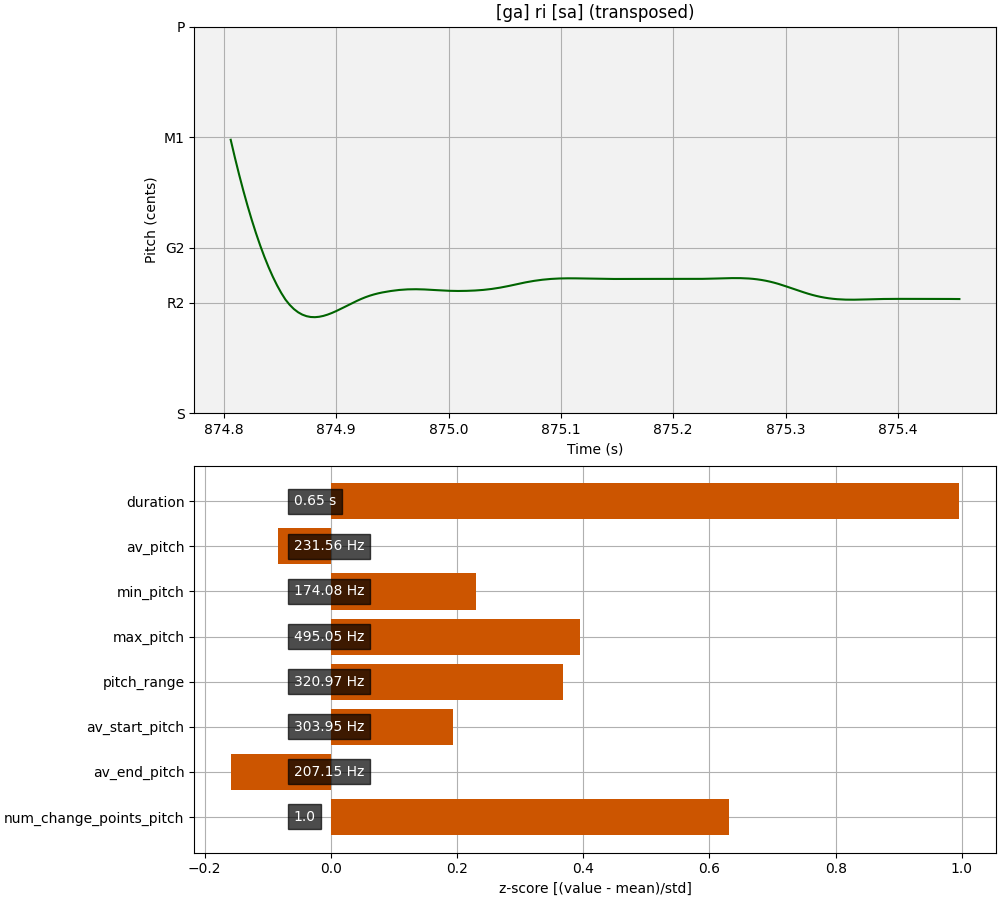 [ga] ri [sa] (transposed)
P
M1
G2
R2
S
Pitch (cents)
874.8 874.9 875.0 875.1 875.2 875.3 875.4
Time (s)
duration 0.65 s
av_pitch 231.56 Hz
min_pitch 174.08 Hz
max_pitch 495.05 Hz
pitch_range 320.97 Hz
av_start_pitch 303.95 Hz
av_end_pitch 207.15 Hz
num_change_points_pitch 1.0
−0.2 0.0 0.2 0.4 0.6 0.8 1.0
z-score [(value - mean)/std]